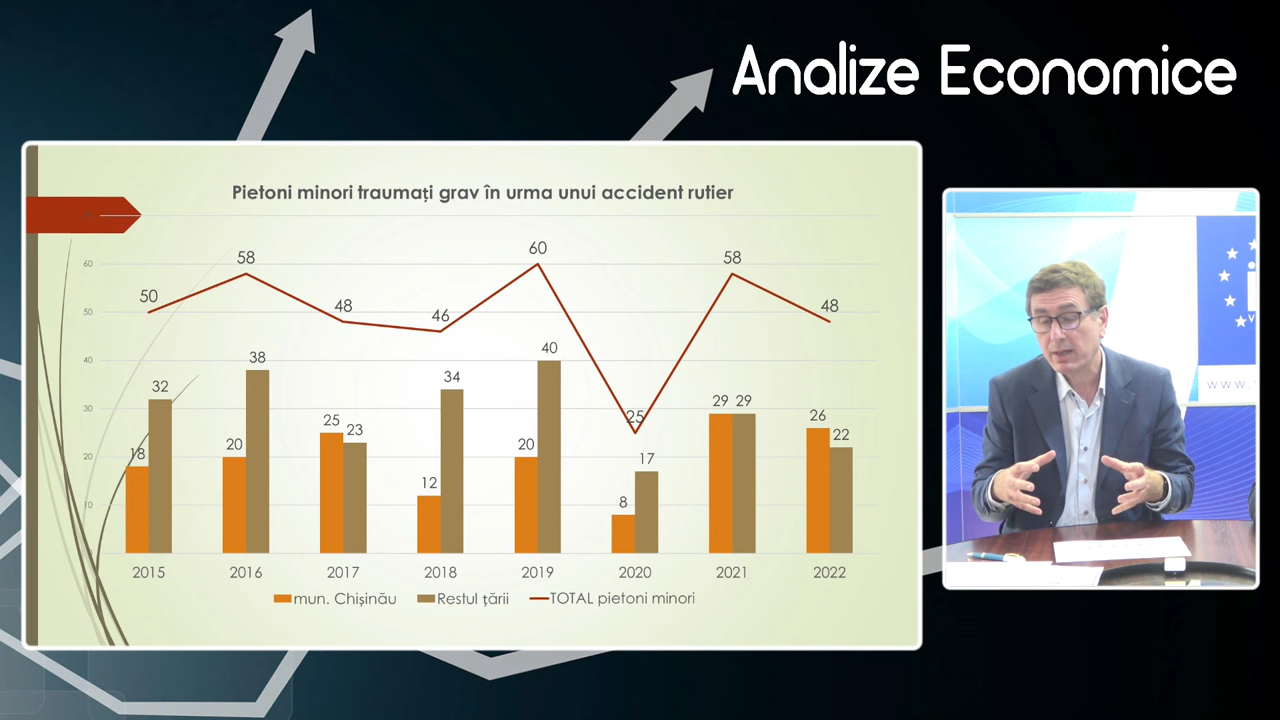 Analize Economice
Pietoni minori traumați grav în urma unui accident rutier
60
50
40
30
20
10
50 58 48 46 60 25 58 48
18 32 20 38 25 23 12 34 20 40 8 17 29 29 26 22
2015 2016 2017 2018 2019 2020 2021 2022
mun. Chișinău Restul țării TOTAL pietoni minori
www.